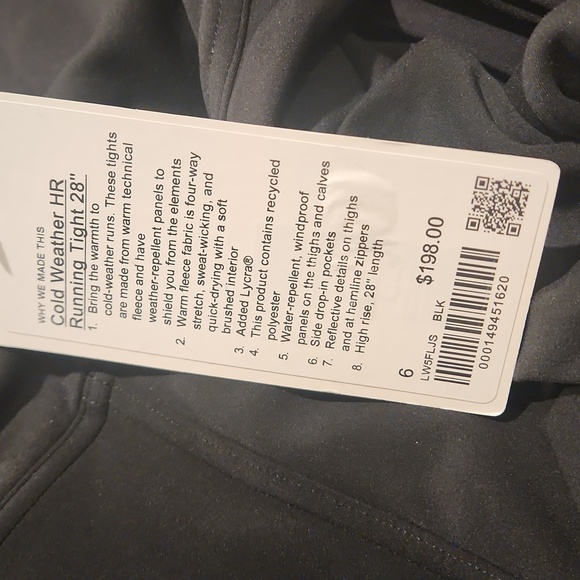 WHY WE MADE THIS
Cold Weather HR
Running Tight 28"
1. Bring the warmth to
cold-weather runs. These tights
are made from warm technical
fleece and have
weather-repellent panels to
shield you from the elements
2. Warm fleece fabric is four-way
stretch, sweat-wicking, and
quick-drying with a soft
brushed interior
3. Added Lycra®
4. This product contains recycled
polyester
5. Water-repellent, windproof
panels on the thighs and calves
6. Side drop-in pockets
7. Reflective details on thighs
and at hemline zippers
8. High rise, 28" length
6 $198.00
LW5FLJS BLK
000149451620